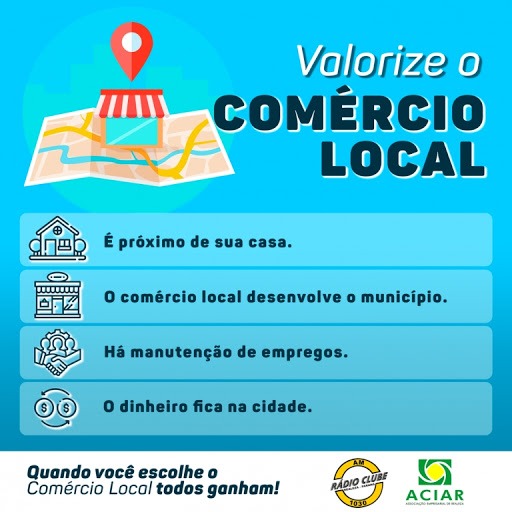 Valorize o
COMÉRCIO
LOCAL
É próximo de sua casa.
O comércio local desenvolve o município.
Há manutenção de empregos.
O dinheiro fica na cidade.
Quando você escolhe o
Comércio Local todos ganham!
AM
RÁDIO CLUBE
1030
ACIAR